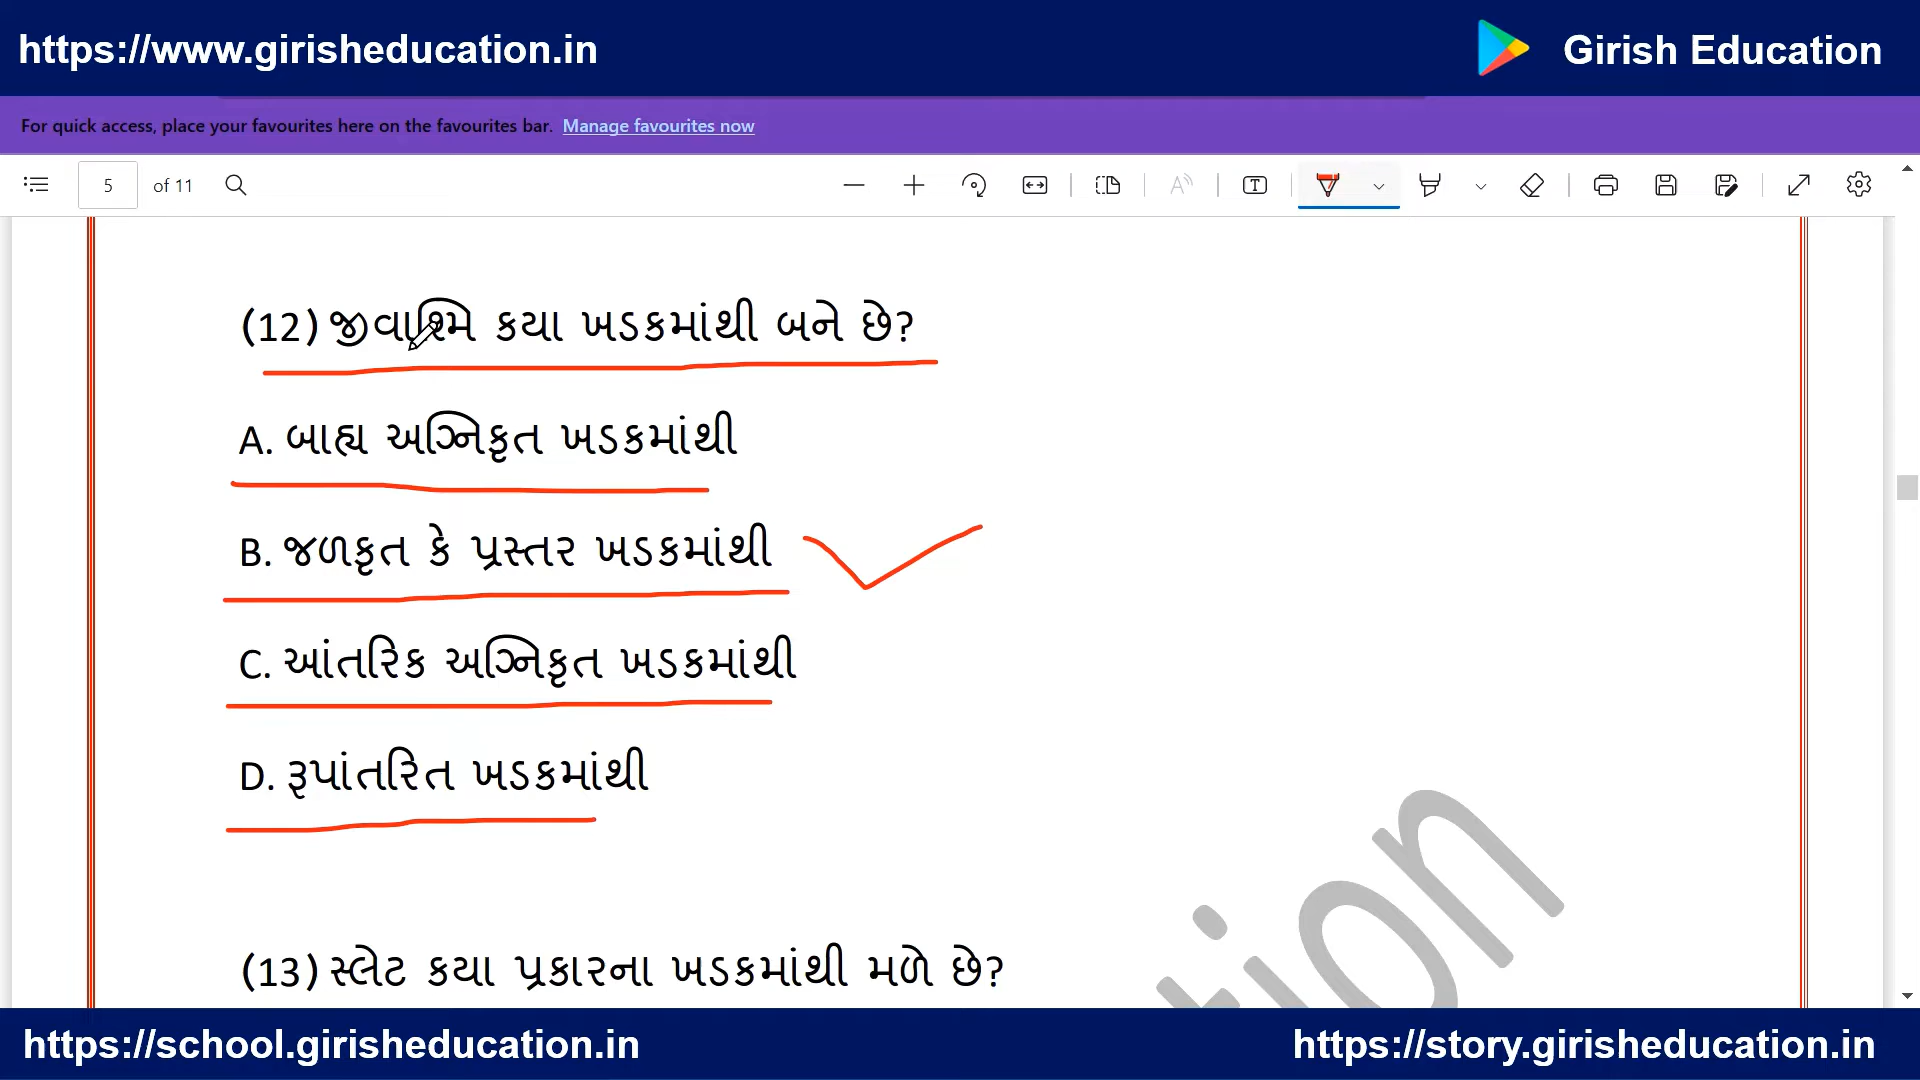 https://www.girisheducation.in
Girish Education
For quick access, place your favourites here on the favourites bar. Manage favourites now
5 of 11
(12) જીવાશ્મિ કયા ખડકમાંથી બને છે?
A. બાહ્ય અગ્નિકૃત ખડકમાંથી
B. જળકૃત કે પ્રસ્તર ખડકમાંથી
C. આંતરિક અગ્નિકૃત ખડકમાંથી
D. રૂપાંતરિત ખડકમાંથી
(13) સ્લેટ કયા પ્રકારના ખડકમાંથી મળે છે?
tion
https://school.girisheducation.in
https://story.girisheducation.in